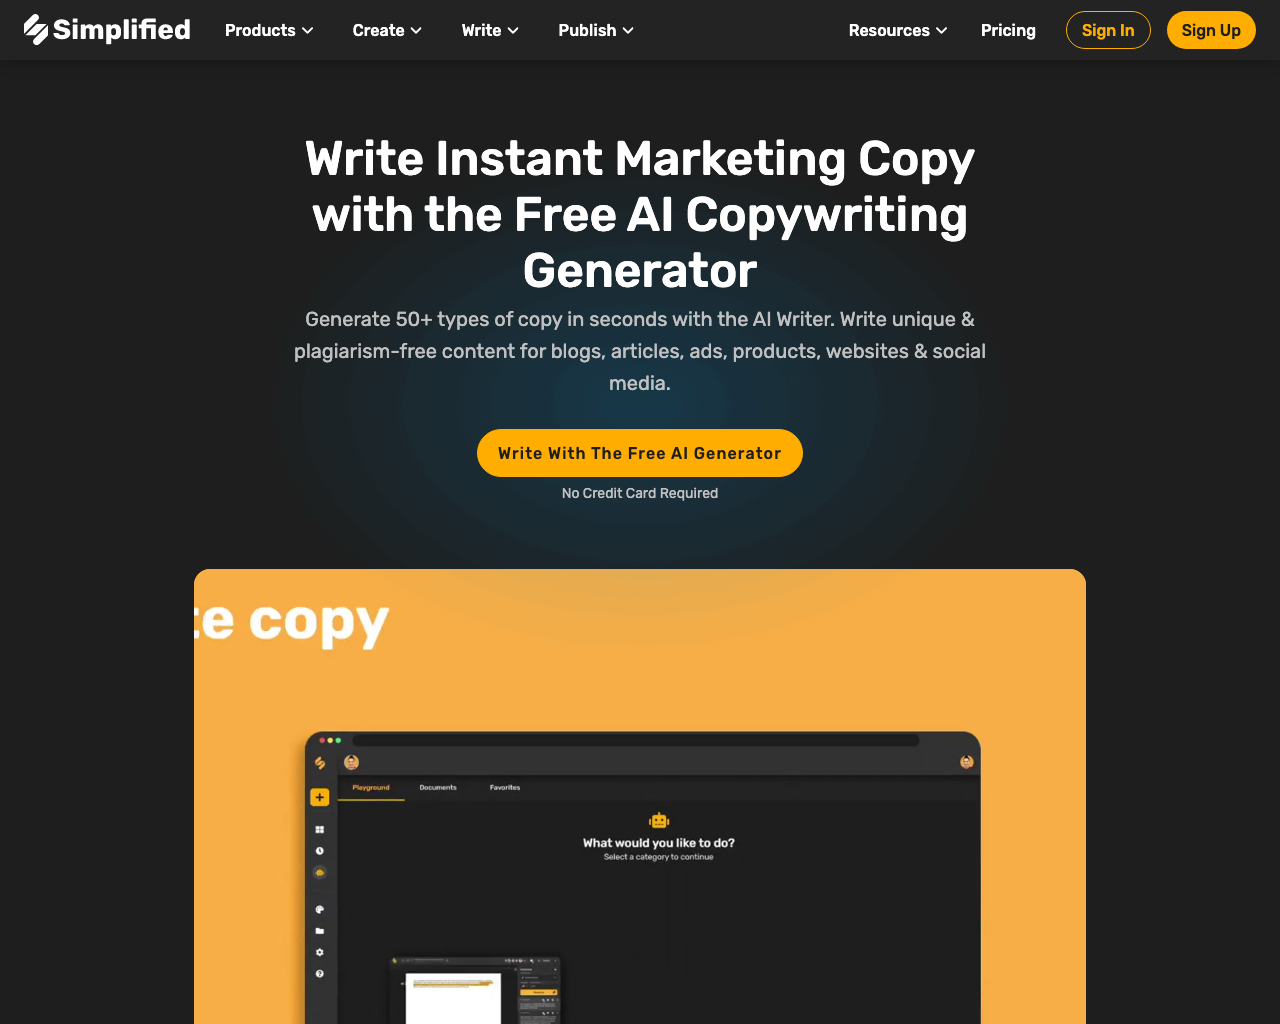 Simplified
Products
Create
Write
Publish
Resources
Pricing
Sign In
Sign Up
Write Instant Marketing Copy
with the Free AI Copywriting
Generator
Generate 50+ types of copy in seconds with the AI Writer. Write unique &
plagiarism-free content for blogs, articles, ads, products, websites & social
media.
Write With The Free AI Generator
No Credit Card Required
te copy
Playground
Documents
Favorites
What would you like to do?
Select a category to continue